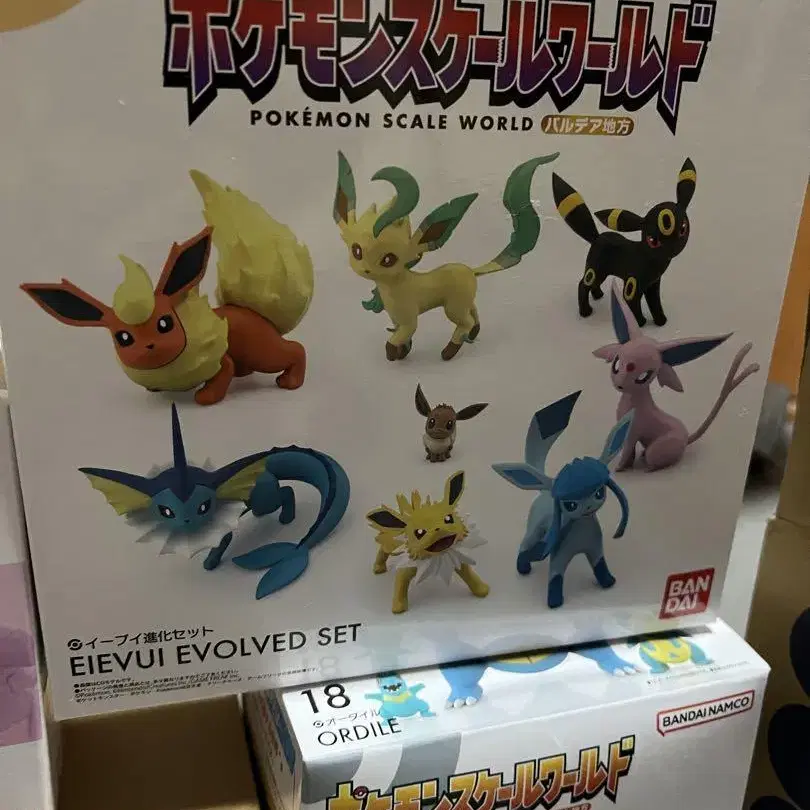 ポケモンスケールワールド
POKÉMON SCALE WORLD パルデア地方
イーブイ進化セット
EIEVUI EVOLVED SET
BAN
DAI
18
オーダイル
ORDILE
BANDAI NAMCO
ポケモンスケールワールド